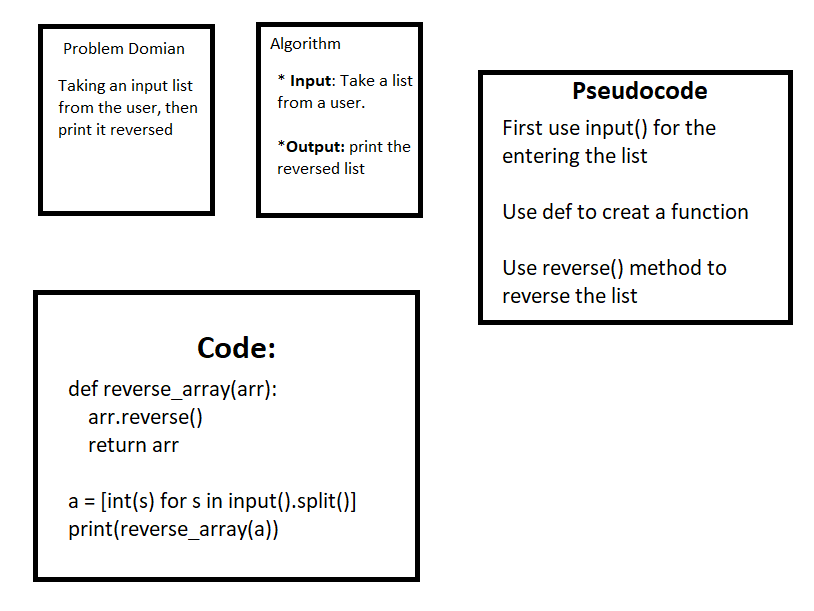 Problem Domian
Taking an input list
from the user, then
print it reversed
Algorithm
* Input: Take a list
from a user.
*Output: print the
reversed list
Pseudocode
First use input() for the
entering the list
Use def to creat a function
Use reverse() method to
reverse the list
Code:
def reverse_array(arr):
    arr.reverse()
    return arr
a = [int(s) for s in input().split()]
print(reverse_array(a))